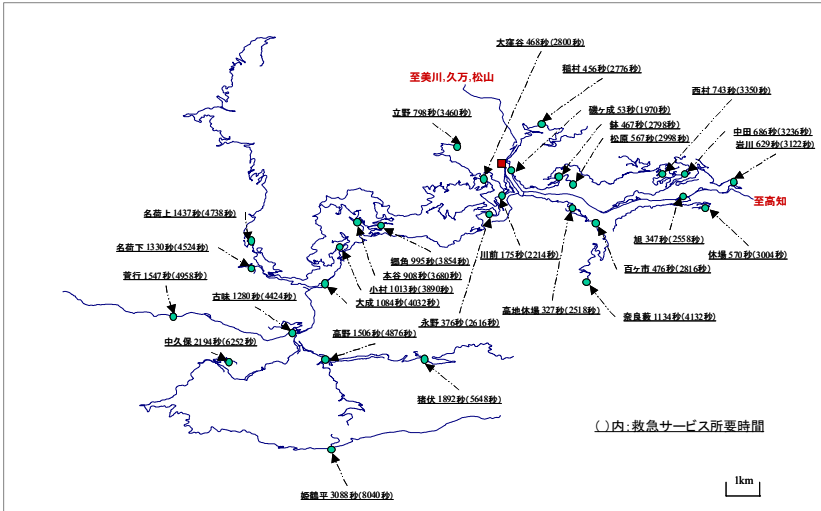 大窪谷 468秒(2800秒)
稲村 456秒(2776秒)
至美川,久万,松山
西村 743秒(3350秒)
磯ヶ成 53秒(1970秒)
立野 798秒(3460秒)
鉢 467秒(2798秒)
中田 686秒(3236秒)
松原 567秒(2998秒)
岩川 629秒(3122秒)
至高知
名荷上 1437秒(4738秒)
名荷下 1330秒(4524秒)
川前 175秒(2214秒)
旭 347秒(2558秒)
休場 570秒(3004秒)
郷角 995秒(3854秒)
本谷 908秒(3680秒)
百ヶ市 476秒(2816秒)
菅行 1547秒(4958秒)
小村 1013秒(3890秒)
大成 1084秒(4032秒)
古味 1280秒(4424秒)
高地休場 327秒(2518秒)
奈良藪 1134秒(4132秒)
永野 376秒(2616秒)
高野 1506秒(4876秒)
中久保 2194秒(6252秒)
猪伏 1892秒(5648秒)
( )内:救急サービス所要時間
1km
姫鶴平 3088秒(8040秒)